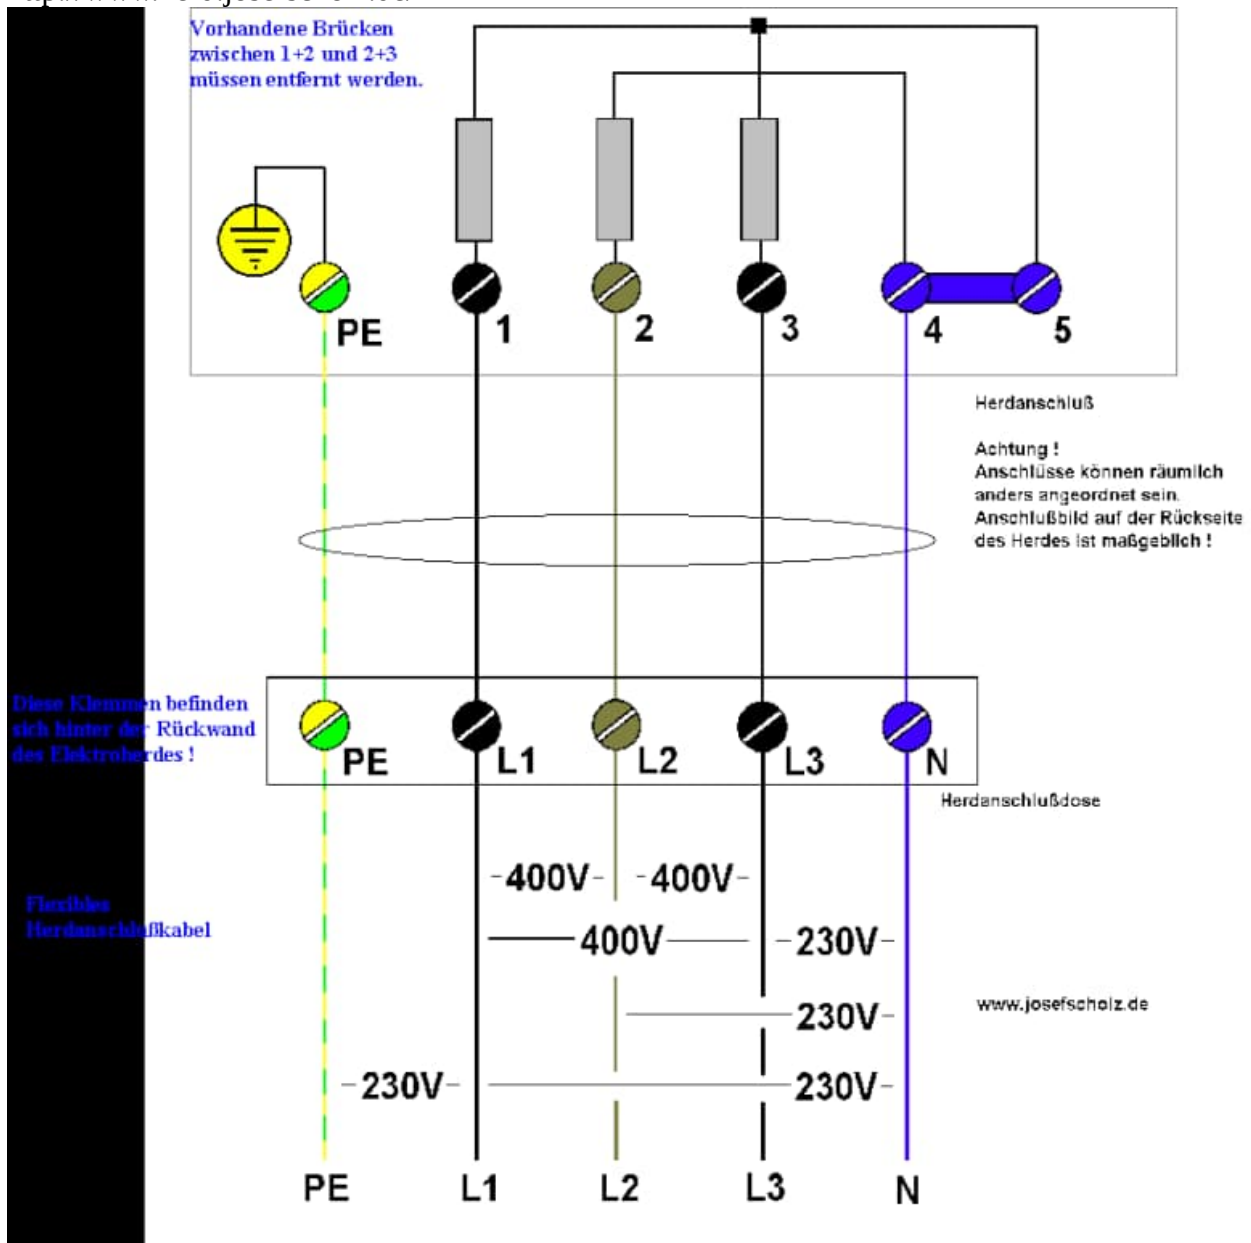 Vorhandene Brücken
zwischen 1+2 und 2+3
müssen entfernt werden.
PE
1
2
3
4
5
Herdanschluß
Achtung !
Anschlüsse können räumlich
anders angeordnet sein.
Anschlußbild auf der Rückseite
des Herdes ist maßgeblich !
Diese Klemmen befinden
sich hinter der Rückwand
des Elektroherdes !
PE
L1
L2
L3
N
Herdanschlußdose
-400V- -400V-
Flexibles
Herdanschlußkabel
400V -230V-
www.josefscholz.de
230V-
-230V- 230V-
PE
L1
L2
L3
N